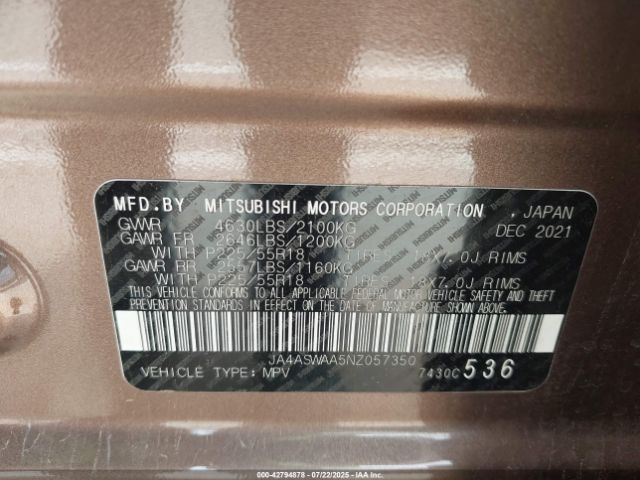 MFD.BY MITSUBISHI MOTORS CORPORATION , JAPAN
GVWR 4630LBS/2100KG DEC 2021
GAWR FR 2646LBS/1200KG
WITH P225/55R18 TIRES, 18X7.0J RIMS
GAWR RR 2557LBS/1160KG
WITH P225/55R18 TIRES, 18X7.0J RIMS
THIS VEHICLE CONFORMS TO ALL APPLICABLE FEDERAL MOTOR VEHICLE SAFETY AND THEFT
PREVENTION STANDARDS IN EFFECT ON THE DATE OF MANUFACTURE SHOWN ABOVE.
JA4ASWAA5NZ057350
VEHICLE TYPE: MPV 7430C 536
© 000-42794878 - 07/22/2025 - IAAI.COM